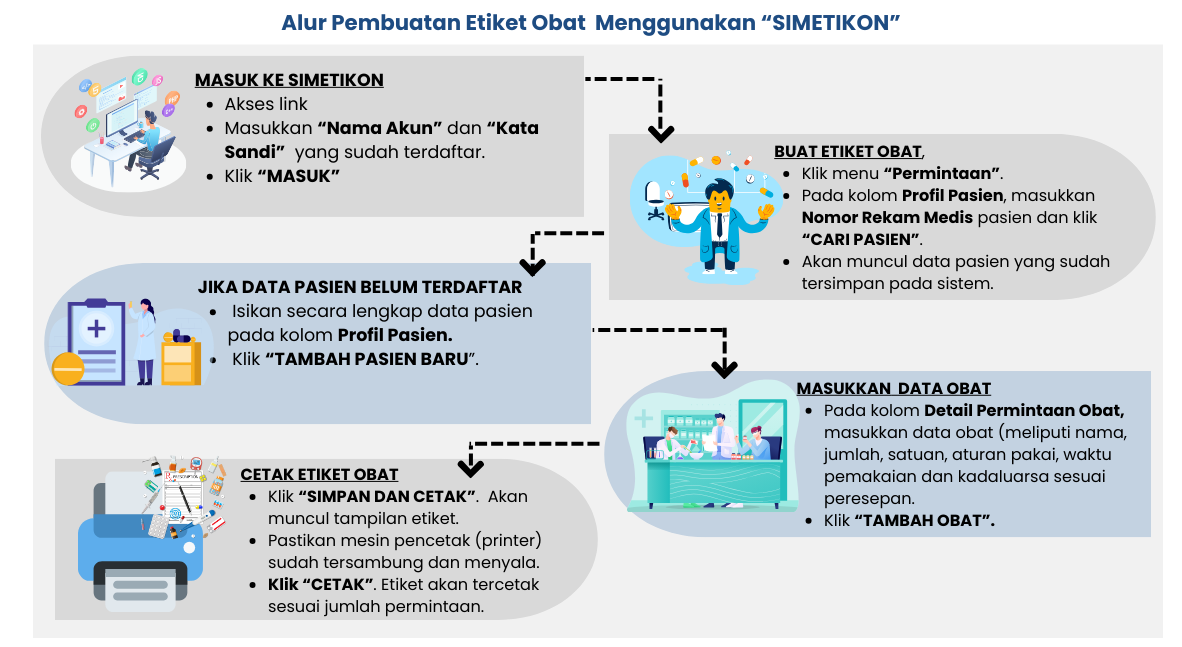 Alur Pembuatan Etiket Obat  Menggunakan “SIMETIKON”
MASUK KE SIMETIKON
• Akses link
• Masukkan “Nama Akun” dan “Kata
Sandi”  yang sudah terdaftar.
• Klik “MASUK”
BUAT ETIKET OBAT,
• Klik menu “Permintaan”.
• Pada kolom Profil Pasien, masukkan
Nomor Rekam Medis pasien dan klik
“CARI PASIEN”.
• Akan muncul data pasien yang sudah
tersimpan pada sistem.
JIKA DATA PASIEN BELUM TERDAFTAR
• Isikan secara lengkap data pasien
pada kolom Profil Pasien.
• Klik “TAMBAH PASIEN BARU”.
MASUKKAN  DATA OBAT
• Pada kolom Detail Permintaan Obat,
masukkan data obat (meliputi nama,
jumlah, satuan, aturan pakai, waktu
pemakaian dan kadaluarsa sesuai
peresepan.
• Klik “TAMBAH OBAT”.
CETAK ETIKET OBAT
• Klik “SIMPAN DAN CETAK”.  Akan
muncul tampilan etiket.
• Pastikan mesin pencetak (printer)
sudah tersambung dan menyala.
• Klik “CETAK”. Etiket akan tercetak
sesuai jumlah permintaan.